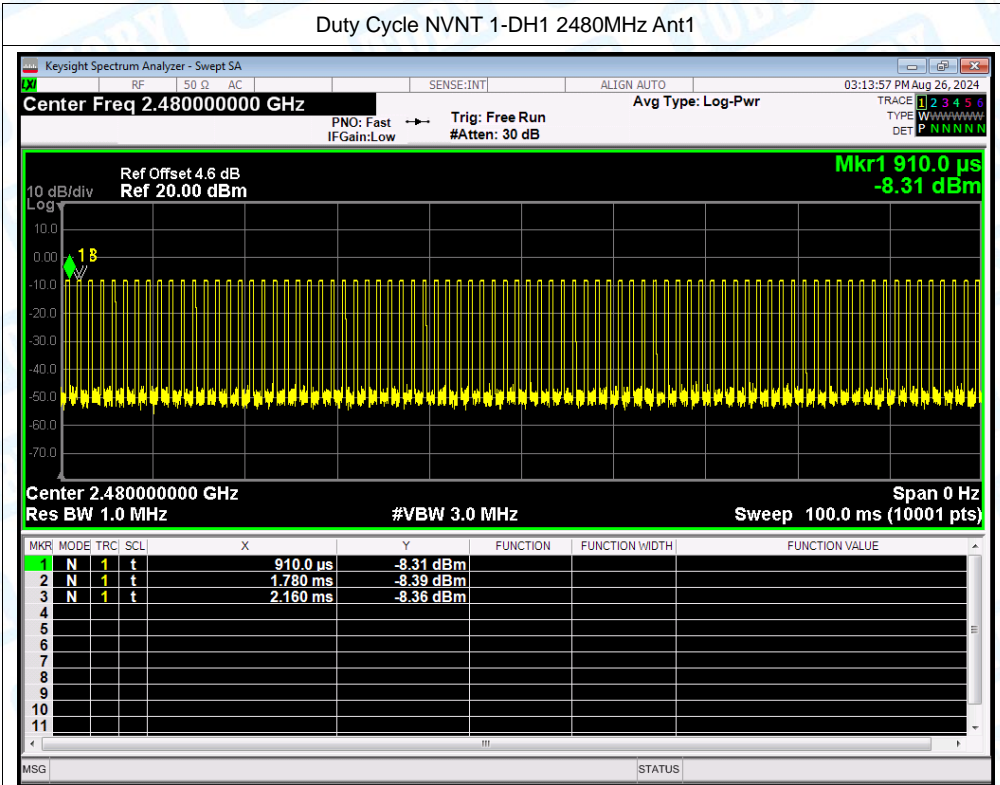 Duty Cycle NVNT 1-DH1 2480MHz Ant1
Keysight Spectrum Analyzer - Swept SA
LXI RF 50 Ω AC SENSE:INT ALIGN AUTO 03:13:57 PM Aug 26, 2024
Center Freq 2.480000000 GHz Avg Type: Log-Pwr TRACE 1 2 3 4 5 6
PNO: Fast Trig: Free Run TYPE WWWWWW
IFGain:Low #Atten: 30 dB DET P N N N N N
Mkr1 910.0 µs
-8.31 dBm
Ref Offset 4.6 dB
10 dB/div Ref 20.00 dBm
Log
10.0
0.00
1 3
-10.0
-20.0
-30.0
-40.0
-50.0
-60.0
-70.0
Center 2.480000000 GHz Span 0 Hz
Res BW 1.0 MHz #VBW 3.0 MHz Sweep 100.0 ms (10001 pts)
MKR MODE TRC SCL X Y FUNCTION FUNCTION WIDTH FUNCTION VALUE
1 N 1 t 910.0 µs -8.31 dBm
2 N 1 t 1.780 ms -8.39 dBm
3 N 1 t 2.160 ms -8.36 dBm
4
5
6
7
8
9
10
11
MSG STATUS